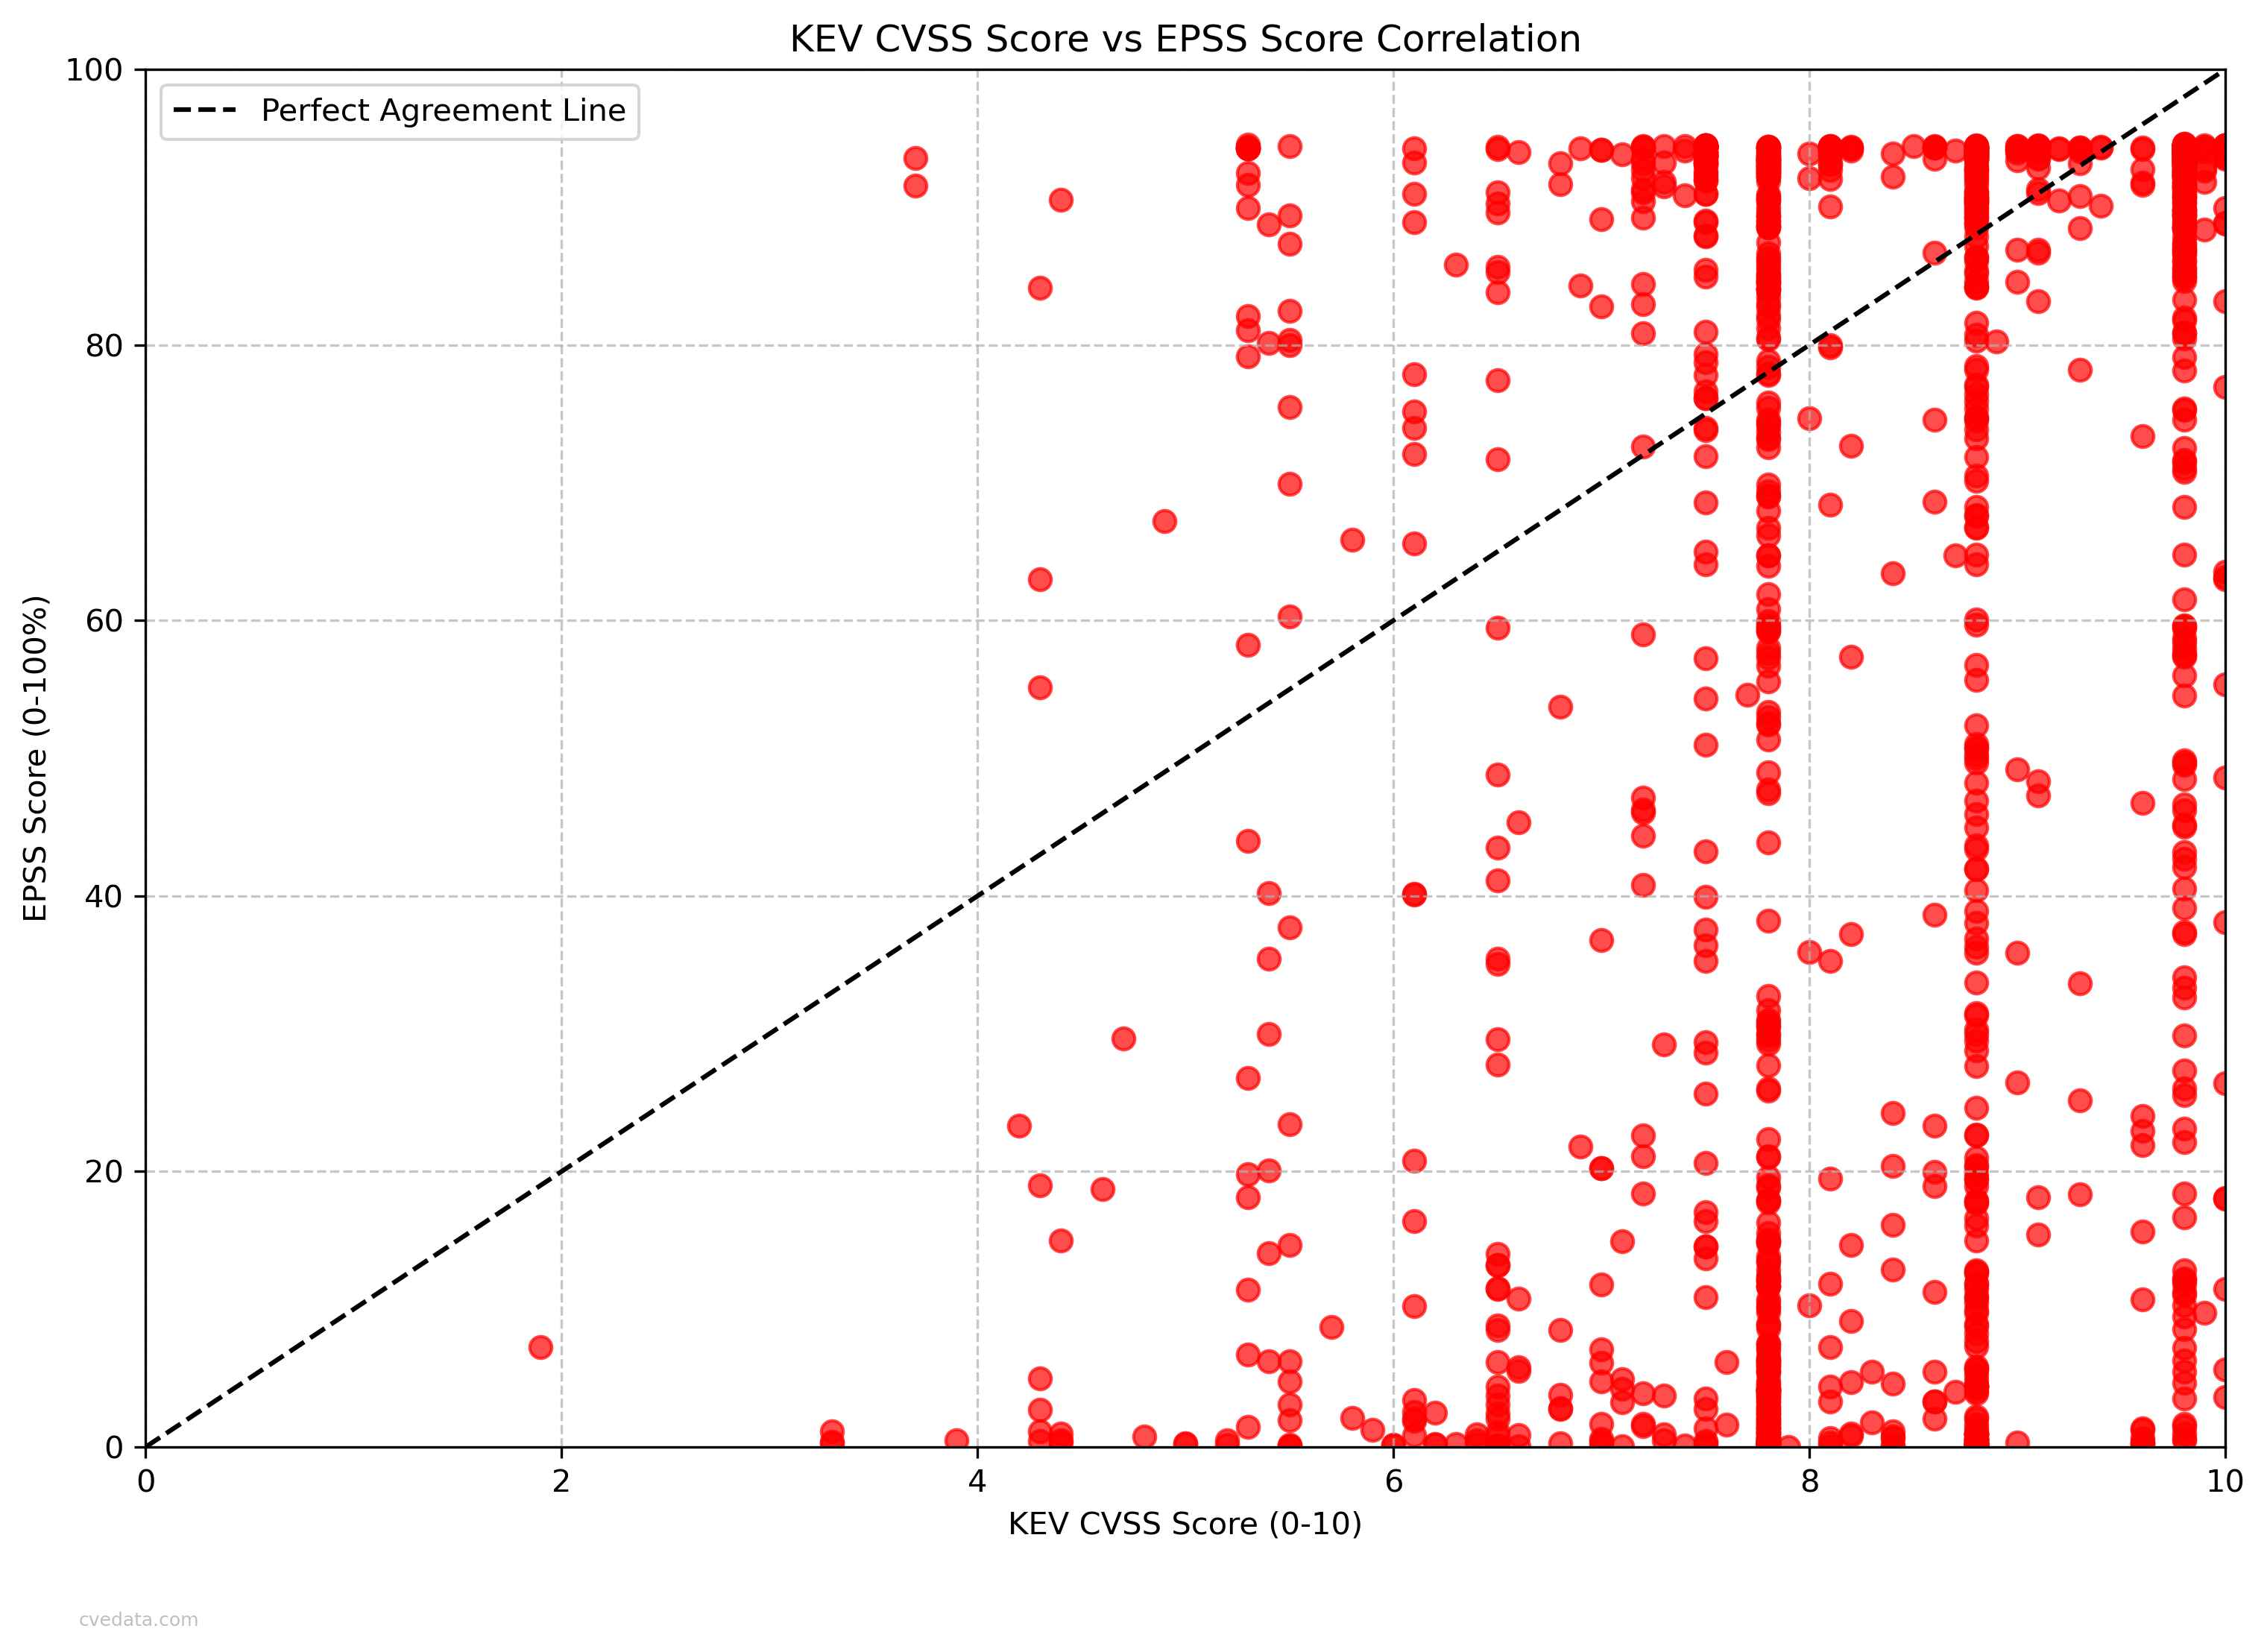 KEV CVSS Score vs EPSS Score Correlation
Perfect Agreement Line
100
80
60
40
20
0
EPSS Score (0-100%)
0 2 4 6 8 10
KEV CVSS Score (0-10)
cvedata.com